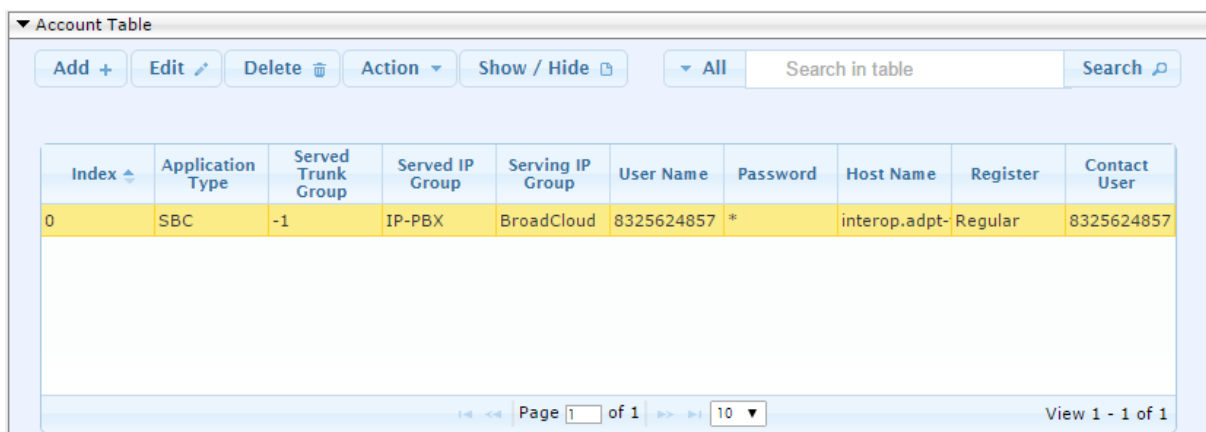 Account Table
Add + Edit Delete Action Show / Hide All Search in table Search
Index Application Type Served Trunk Group Served IP Group Serving IP Group User Name Password Host Name Register Contact User
0 SBC -1 IP-PBX BroadCloud 8325624857 * interop.adpt- Regular 8325624857
Page 1 of 1 10 View 1 - 1 of 1